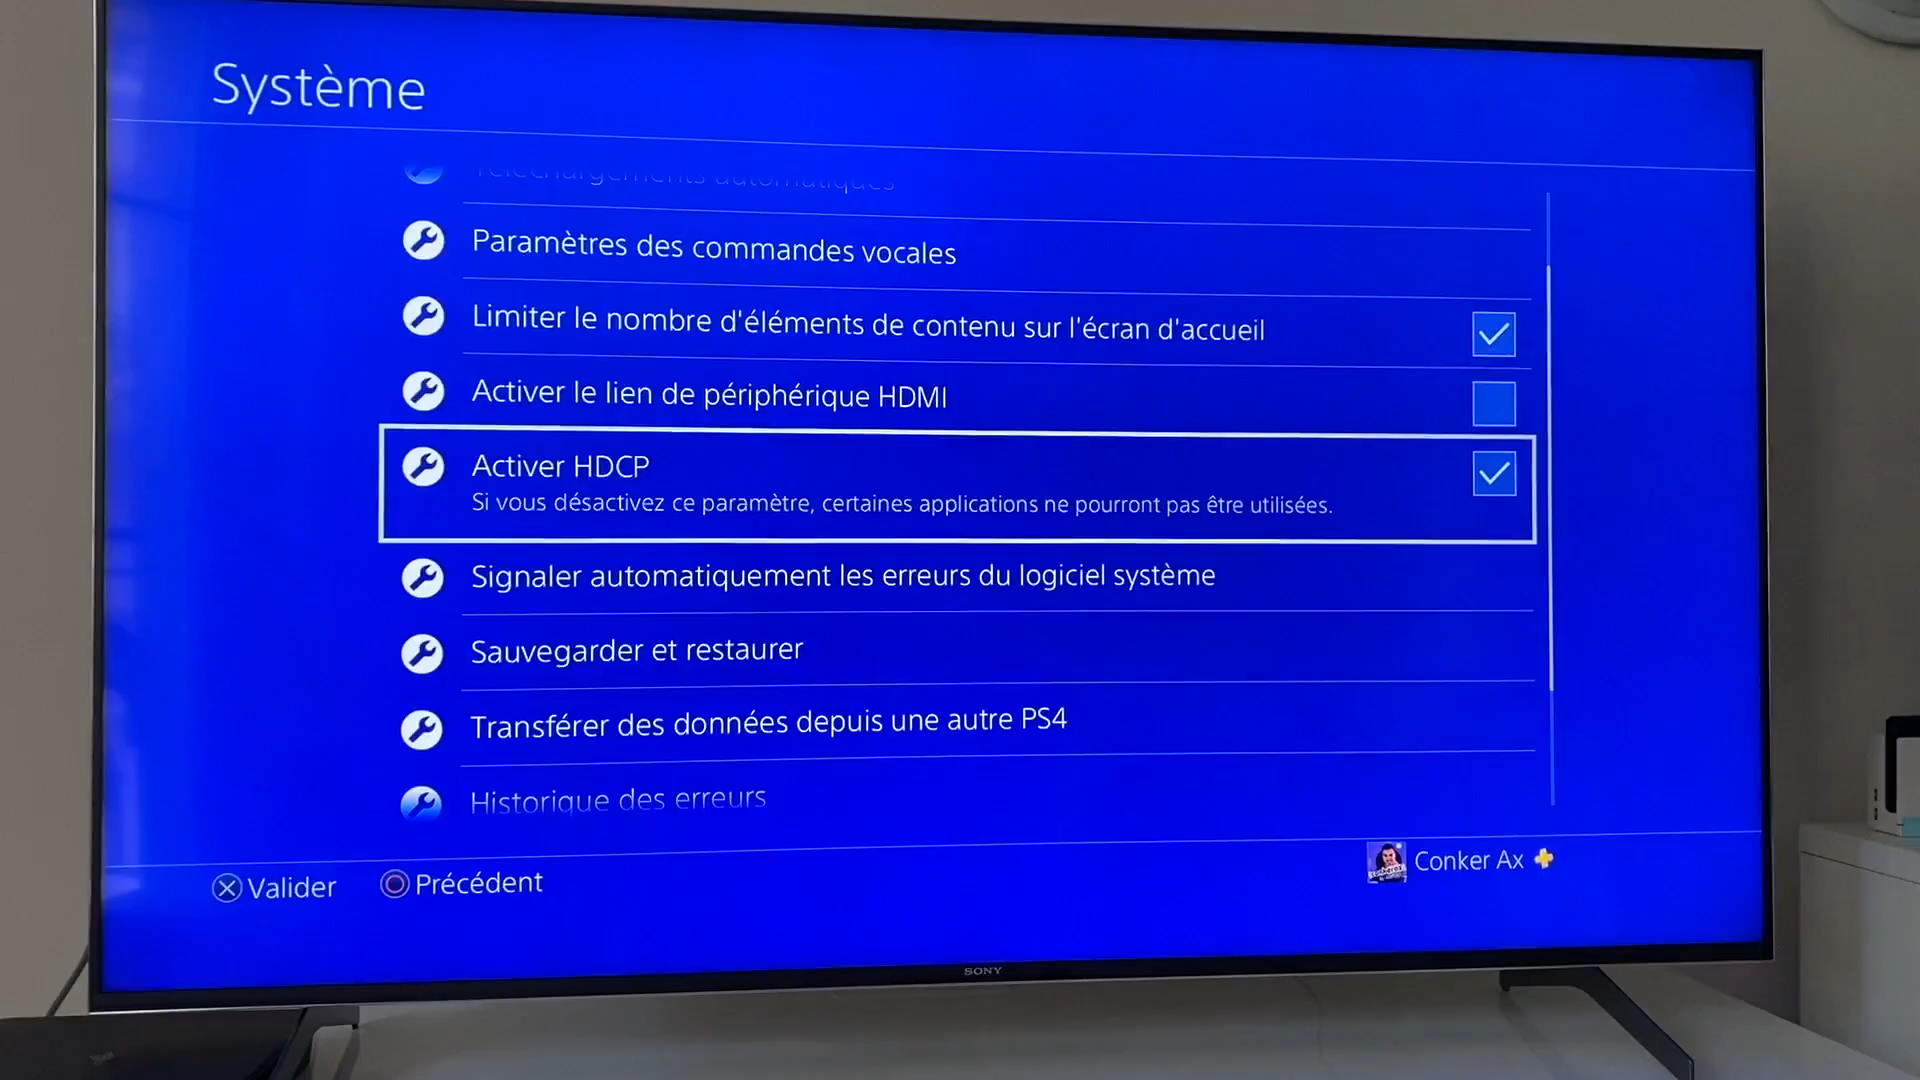 Système
Téléchargements automatiques
Paramètres des commandes vocales
Limiter le nombre d'éléments de contenu sur l'écran d'accueil
Activer le lien de périphérique HDMI
Activer HDCP
Si vous désactivez ce paramètre, certaines applications ne pourront pas être utilisées.
Signaler automatiquement les erreurs du logiciel système
Sauvegarder et restaurer
Transférer des données depuis une autre PS4
Historique des erreurs
Conker Ax
Valider Précédent
SONY